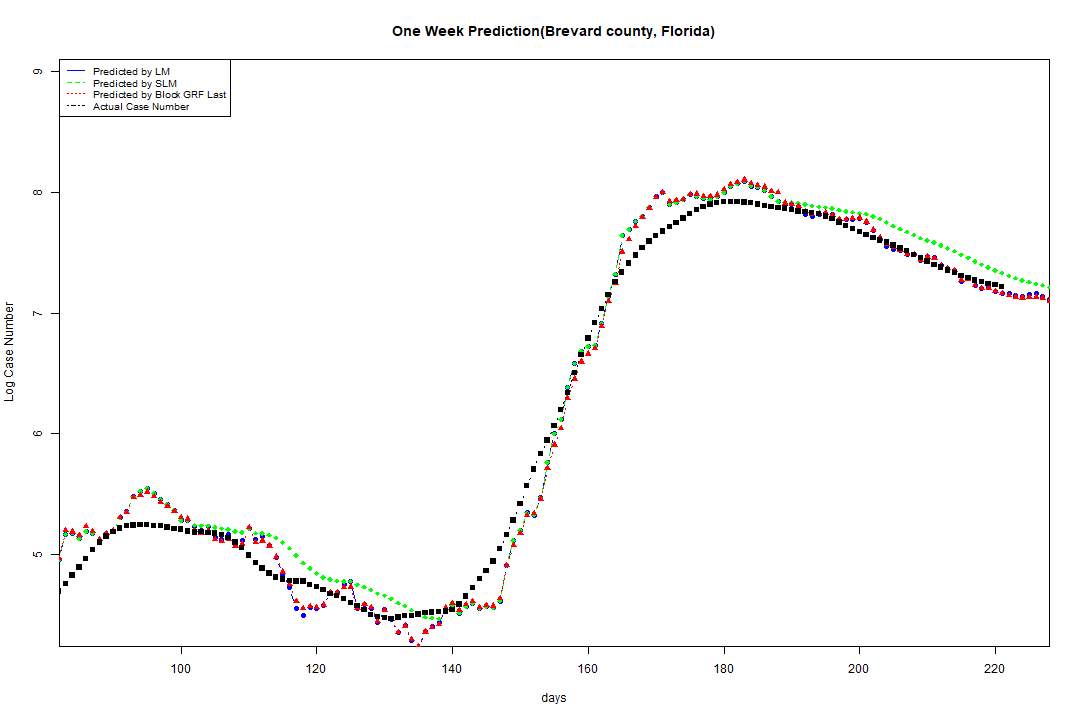 One Week Prediction(Brevard county, Florida)
Predicted by LM
Predicted by SLM
Predicted by Block GRF Last
Actual Case Number
9
8
7
6
5
Log Case Number
100 120 140 160 180 200 220
days